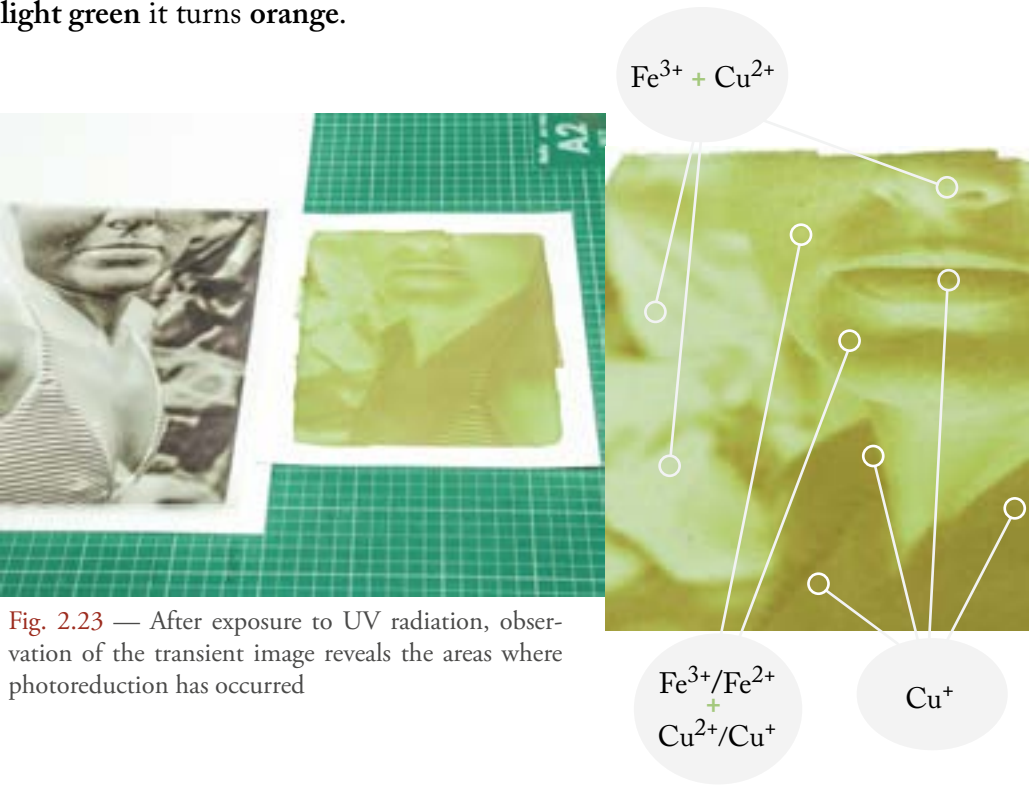 light green it turns orange.
Fe³⁺ + Cu²⁺
A2
Fig. 2.23 — After exposure to UV radiation, obser-
vation of the transient image reveals the areas where
photoreduction has occurred
Fe³⁺/Fe²⁺
+
Cu²⁺/Cu⁺
Cu⁺